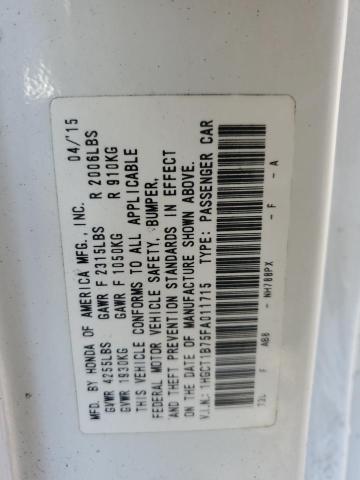 MFD. BY HONDA OF AMERICA MFG., INC. 04/'15
GVWR 4255LBS GAWR F 2315LBS R 2006LBS
GVWR 1930KG GAWR F 1050KG R 910KG
THIS VEHICLE CONFORMS TO ALL APPLICABLE
FEDERAL MOTOR VEHICLE SAFETY, BUMPER,
AND THEFT PREVENTION STANDARDS IN EFFECT
ON THE DATE OF MANUFACTURE SHOWN ABOVE.
V.I.N.: 1HGCT1B75FA011715 TYPE: PASSENGER CAR
T3L F AB8 - NH788PX - F - A